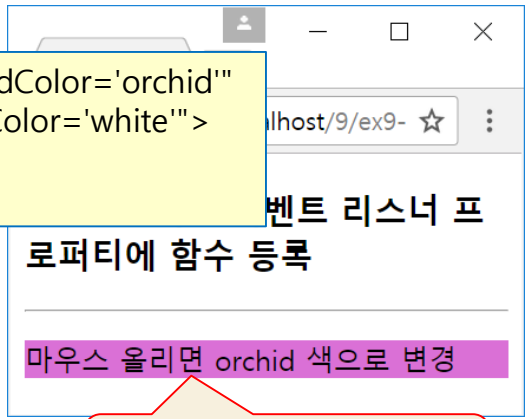 dColor='orchid'"
Color='white'">
lhost/9/ex9-
벤트 리스너 프
로퍼티에 함수 등록
마우스 올리면 orchid 색으로 변경